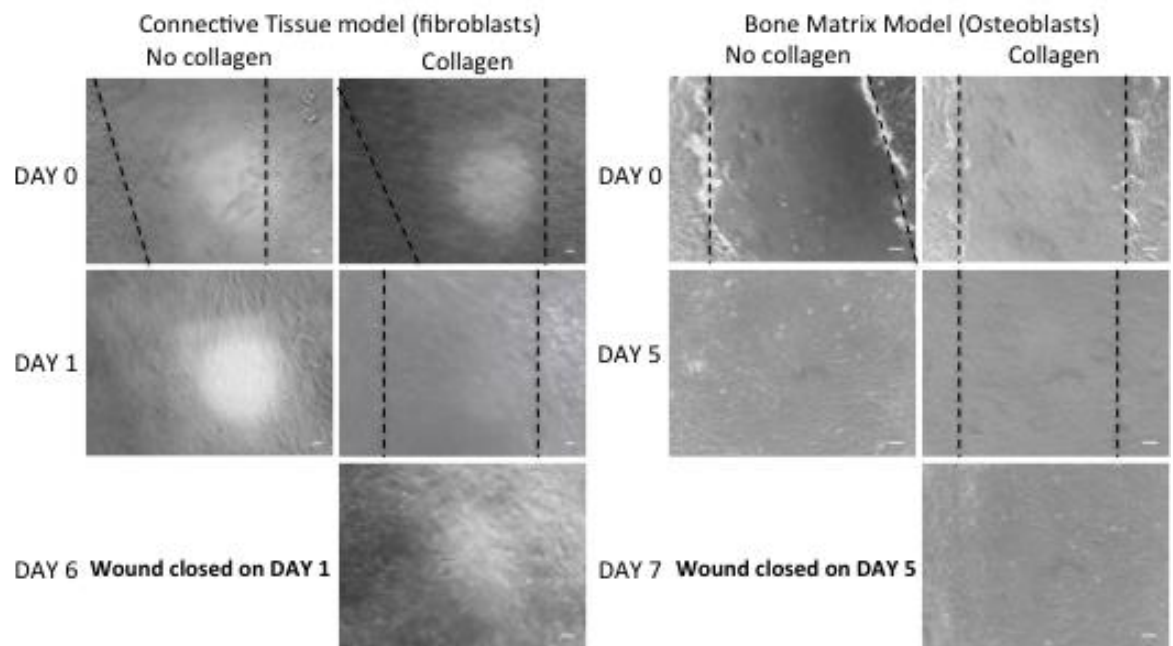 Connective Tissue model (fibroblasts)
No collagen
Collagen
Bone Matrix Model (Osteoblasts)
No collagen
Collagen
DAY 0
DAY 0
DAY 1
DAY 5
DAY 6
Wound closed on DAY 1
DAY 7
Wound closed on DAY 5